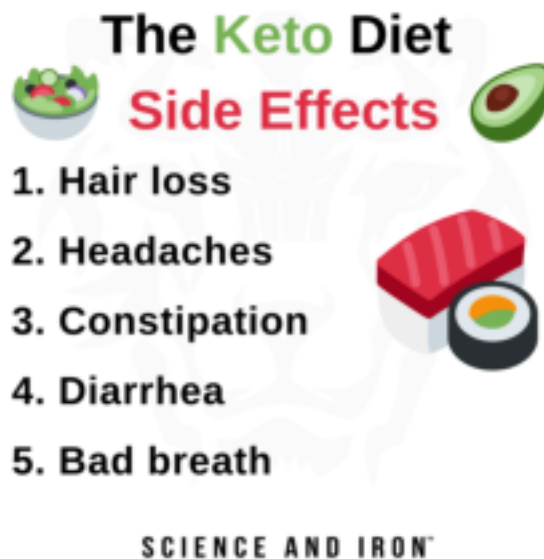 The Keto Diet
Side Effects
1. Hair loss
2. Headaches
3. Constipation
4. Diarrhea
5. Bad breath
SCIENCE AND IRON™